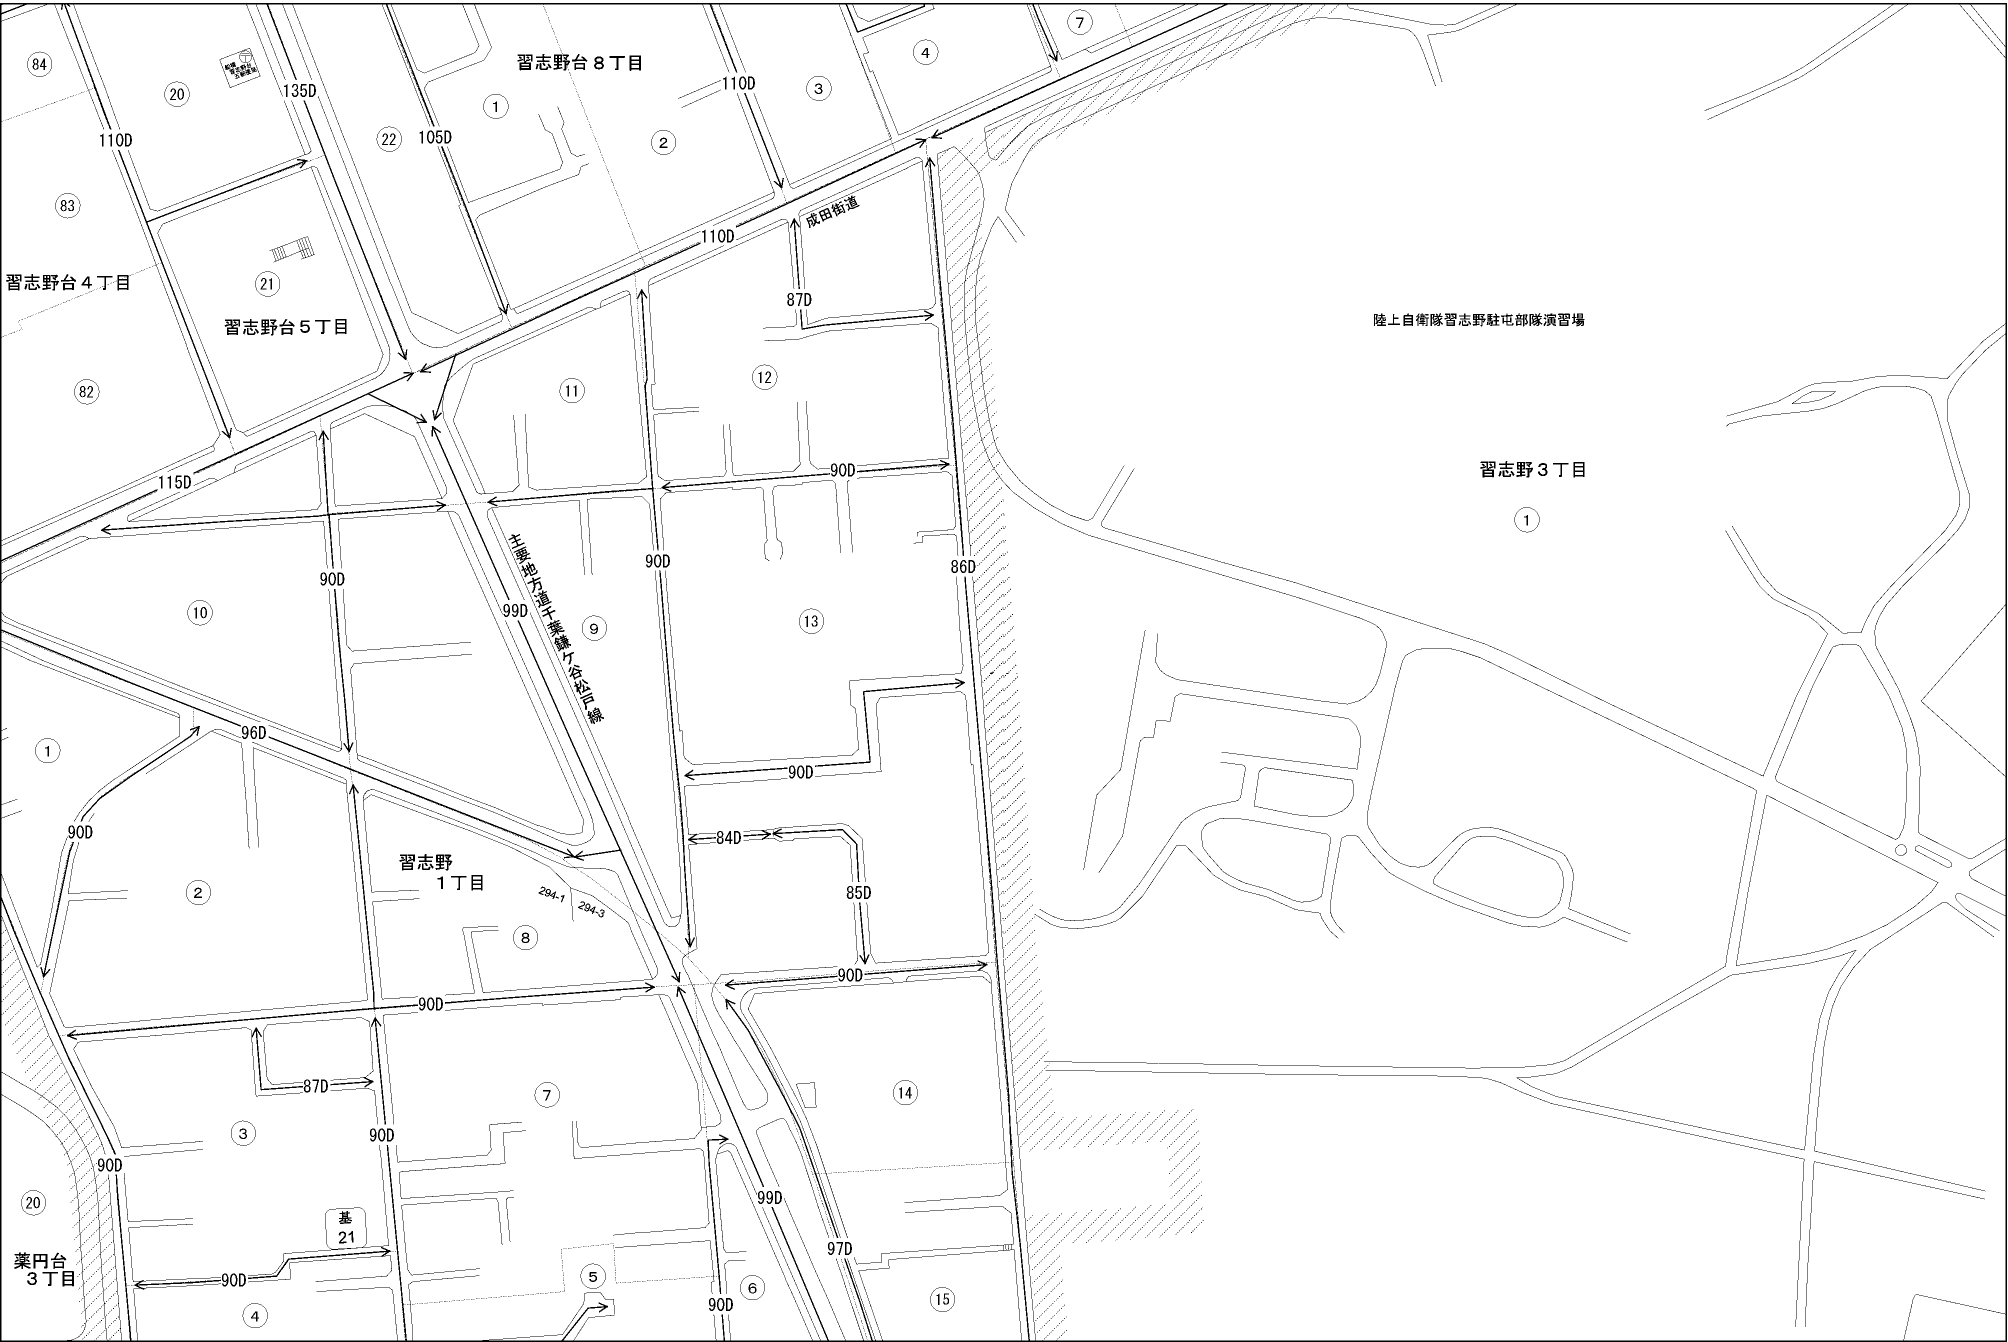 7
84
4
習志野台８丁目
20
135D
110D
3
1
105D
22
2
110D
83
成田街道
110D
習志野台４丁目
21
87D
習志野台５丁目
陸上自衛隊習志野駐屯部隊演習場
82
11
12
115D
90D
習志野３丁目
1
主要地方道千葉鎌ケ谷松戸線
90D
86D
90D
10
99D
9
13
96D
1
90D
90D
84D
習志野
１丁目
2
294-1
294-3
85D
8
90D
90D
87D
7
14
3
90D
90D
20
99D
基
21
97D
薬円台
３丁目
90D
5
6
4
90D
15